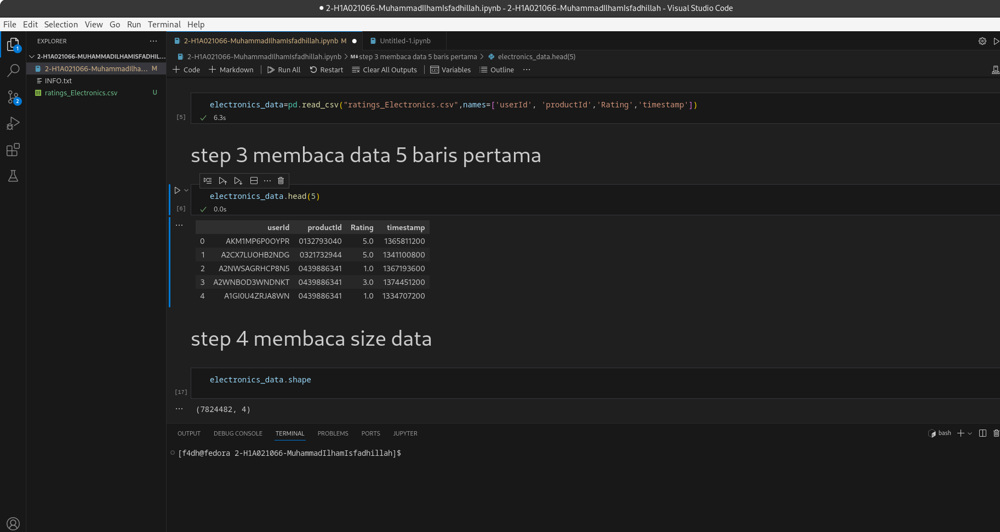 ● 2-H1A021066-MuhammadIlhamIsfadhillah.ipynb - 2-H1A021066-MuhammadIlhamIsfadhillah - Visual Studio Code
File Edit Selection View Go Run Terminal Help
EXPLORER ···
2-H1A021066-MuhammadIlhamIsfadhillah.ipynb M ●
Untitled-1.ipynb
2-H1A021066-MUHAMMADILHAMISFADHIL...
2-H1A021066-MuhammadIlhamIsfadhillah.ipynb > M↓ step 3 membaca data 5 baris pertama > electronics_data.head(5)
1
2-H1A021066-MuhammadIlha... M
+ Code + Markdown | Run All Restart Clear All Outputs | Variables Outline ···
INFO.txt
ratings_Electronics.csv U
2
electronics_data=pd.read_csv("ratings_Electronics.csv",names=['userId', 'productId','Rating','timestamp'])
[5] ✓ 6.3s
step 3 membaca data 5 baris pertama
electronics_data.head(5)
[6] ✓ 0.0s
··· userId productId Rating timestamp
0 AKM1MP6P0OYPR 0132793040 5.0 1365811200
1 A2CX7LUOHB2NDG 0321732944 5.0 1341100800
2 A2NWSAGRHCP8N5 0439886341 1.0 1367193600
3 A2WNBOD3WNDNKT 0439886341 3.0 1374451200
4 A1GI0U4ZRJA8WN 0439886341 1.0 1334707200
step 4 membaca size data
electronics_data.shape
[17]
··· (7824482, 4)
OUTPUT DEBUG CONSOLE TERMINAL PROBLEMS PORTS JUPYTER
bash
[f4dh@fedora 2-H1A021066-MuhammadIlhamIsfadhillah]$